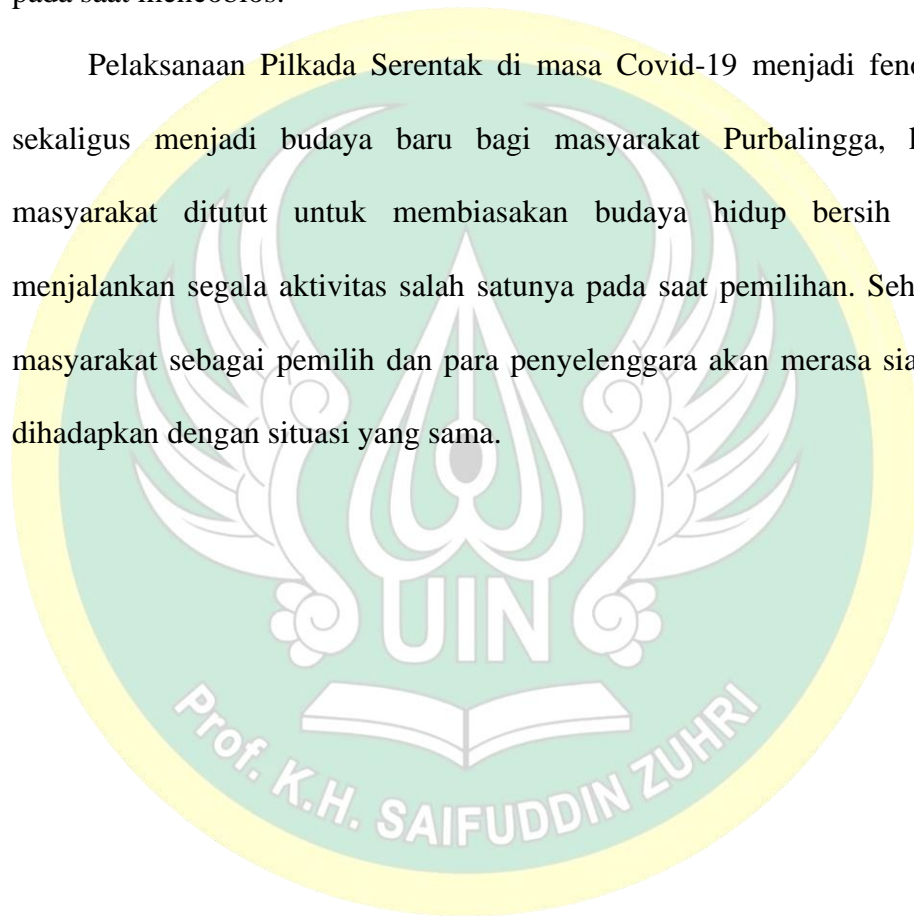 pada saat mencoblos.
Pelaksanaan Pilkada Serentak di masa Covid-19 menjadi feno
sekaligus menjadi budaya baru bagi masyarakat Purbalingga,
masyarakat ditutut untuk membiasakan budaya hidup bersih
menjalankan segala aktivitas salah satunya pada saat pemilihan. Seh
masyarakat sebagai pemilih dan para penyelenggara akan merasa sia
dihadapkan dengan situasi yang sama.
UIN
Prof. K.H. SAIFUDDIN ZUHRI